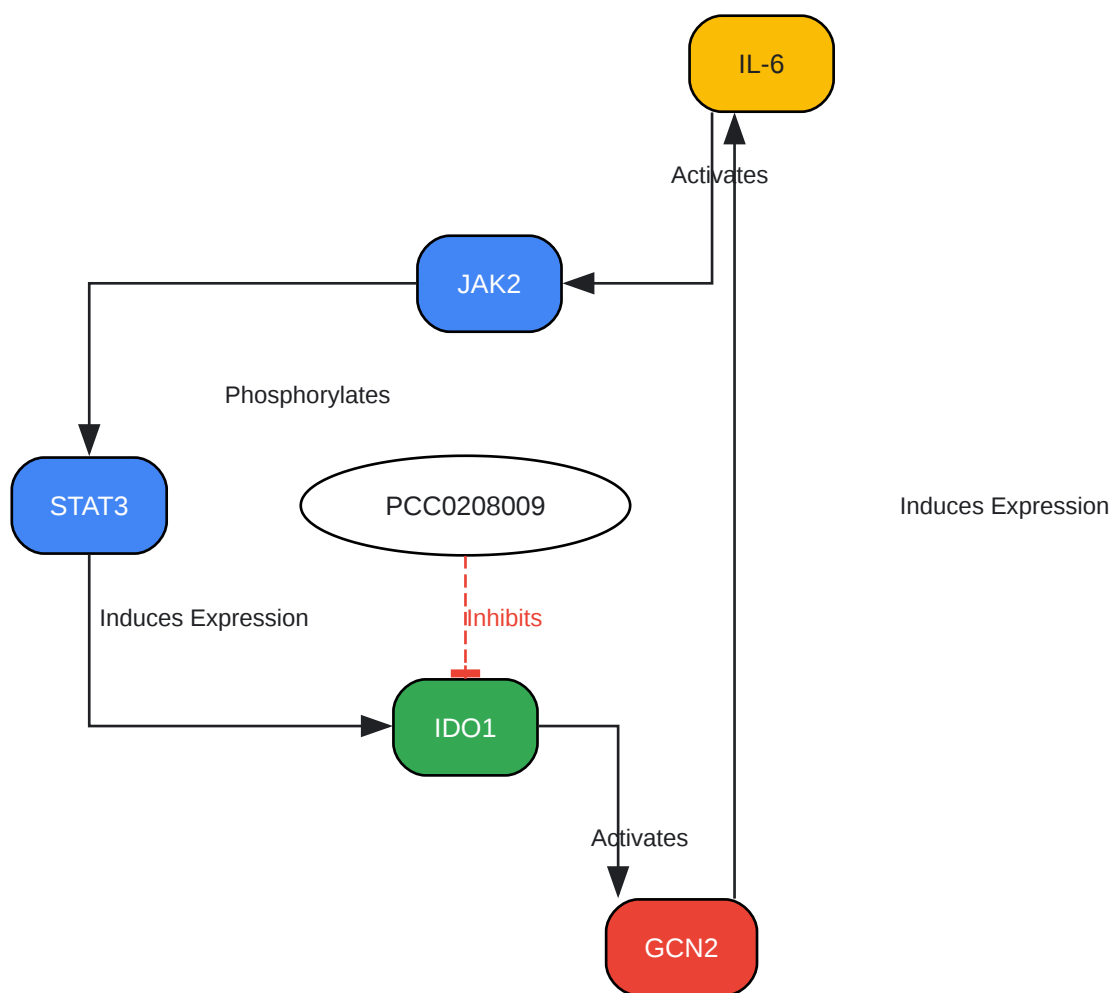 IL-6
Activates
JAK2
Phosphorylates
STAT3
PCC0208009
Induces Expression
Induces Expression
Inhibits
IDO1
Activates
GCN2